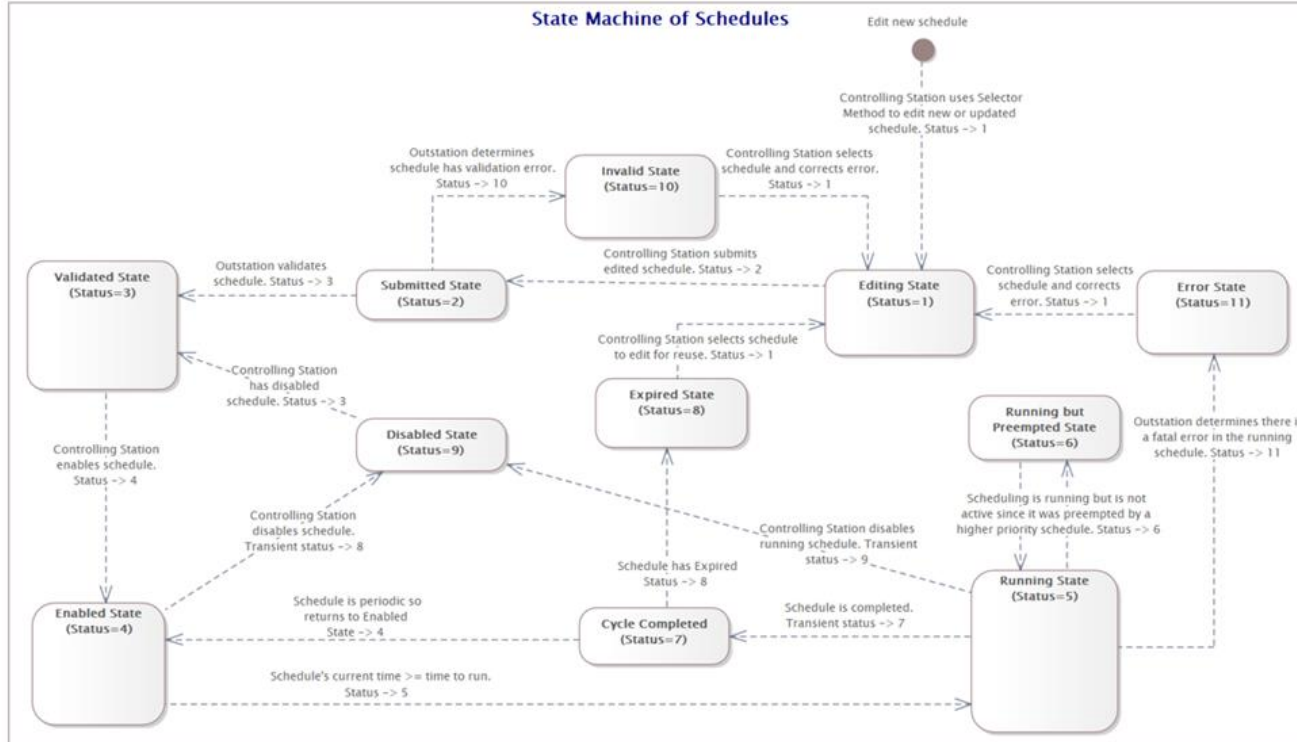 State Machine of Schedules
Edit new schedule
Controlling Station uses Selector
Method to edit new or updated
schedule. Status -> 1
Outstation determines
schedule has validation error.
Status -> 10
Invalid State
(Status=10)
Controlling Station selects
schedule and corrects error.
Status -> 1
Validated State
(Status=3)
Outstation validates
schedule. Status -> 3
Submitted State
(Status=2)
Controlling Station submits
edited schedule. Status -> 2
Editing State
(Status=1)
Controlling Station selects
schedule and corrects
error. Status -> 1
Error State
(Status=11)
Controlling Station selects schedule
to edit for reuse. Status -> 1
Controlling Station
has disabled
schedule. Status -> 3
Expired State
(Status=8)
Running but
Preempted State
(Status=6)
Outstation determines there i
a fatal error in the running
schedule. Status -> 11
Disabled State
(Status=9)
Controlling Station
enables schedule.
Status -> 4
Controlling Station
disables schedule.
Transient status -> 8
Scheduling is running but is not
active since it was preempted by a
higher priority schedule. Status -> 6
Controlling Station disables
running schedule. Transient
status -> 9
Schedule has Expired
Status -> 8
Running State
(Status=5)
Enabled State
(Status=4)
Schedule is periodic so
returns to Enabled
State -> 4
Cycle Completed
(Status=7)
Schedule is completed.
Transient status -> 7
Schedule's current time >= time to run.
Status -> 5